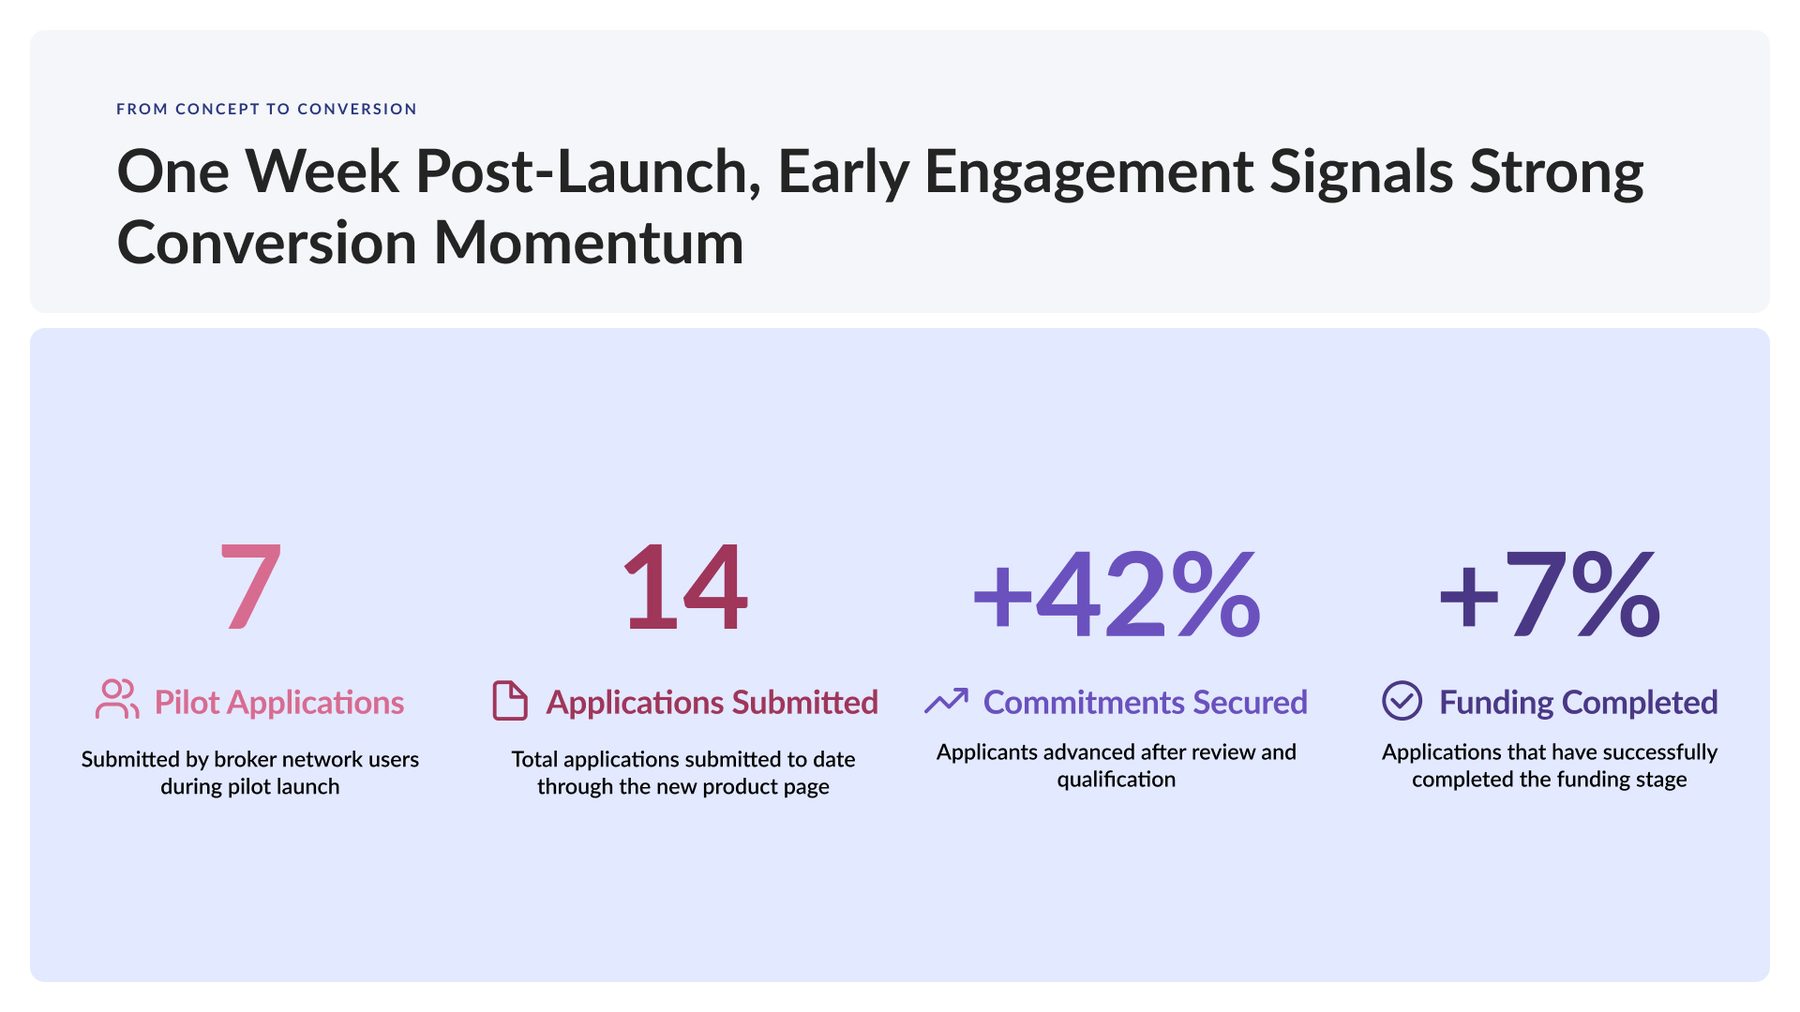 FROM CONCEPT TO CONVERSION
One Week Post-Launch, Early Engagement Signals Strong
Conversion Momentum
7
Pilot Applications
Submitted by broker network users
during pilot launch
14
Applications Submitted
Total applications submitted to date
through the new product page
+42%
Commitments Secured
Applicants advanced after review and
qualification
+7%
Funding Completed
Applications that have successfully
completed the funding stage